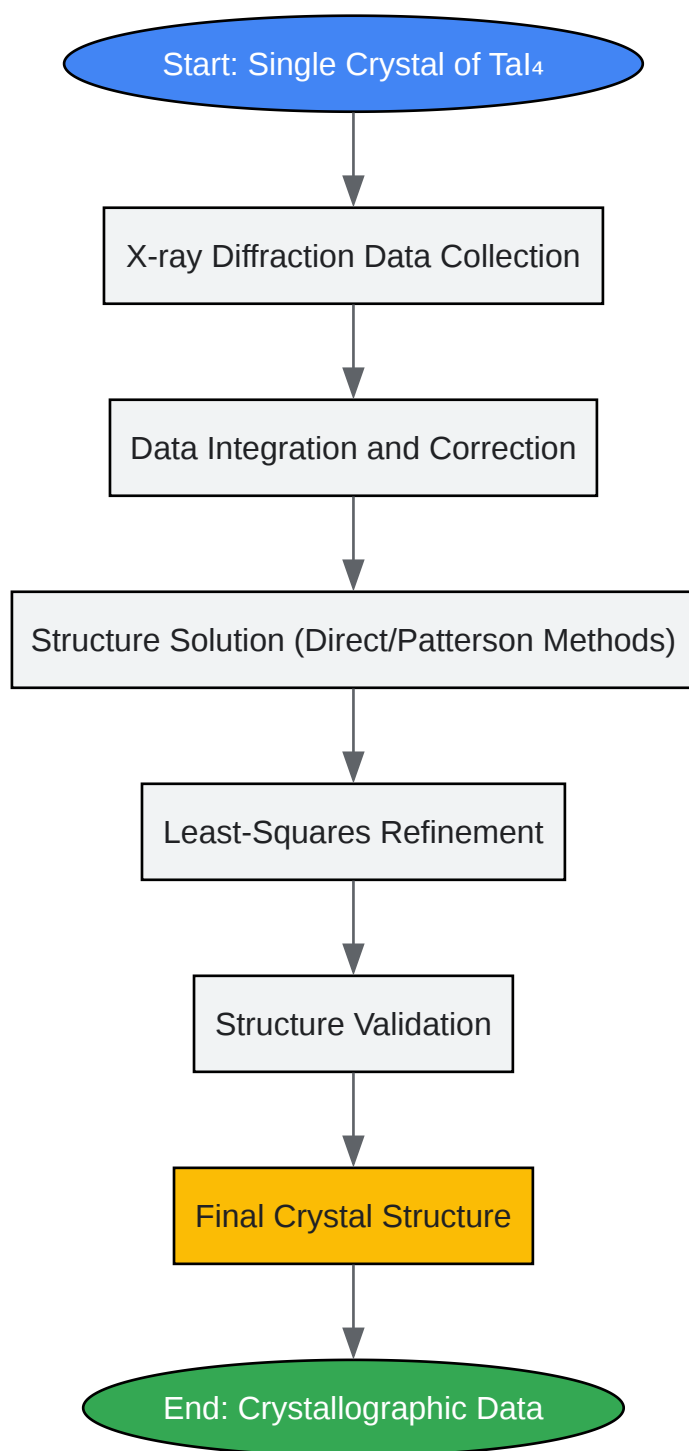 Start: Single Crystal of TaI₄
X-ray Diffraction Data Collection
Data Integration and Correction
Structure Solution (Direct/Patterson Methods)
Least-Squares Refinement
Structure Validation
Final Crystal Structure
End: Crystallographic Data